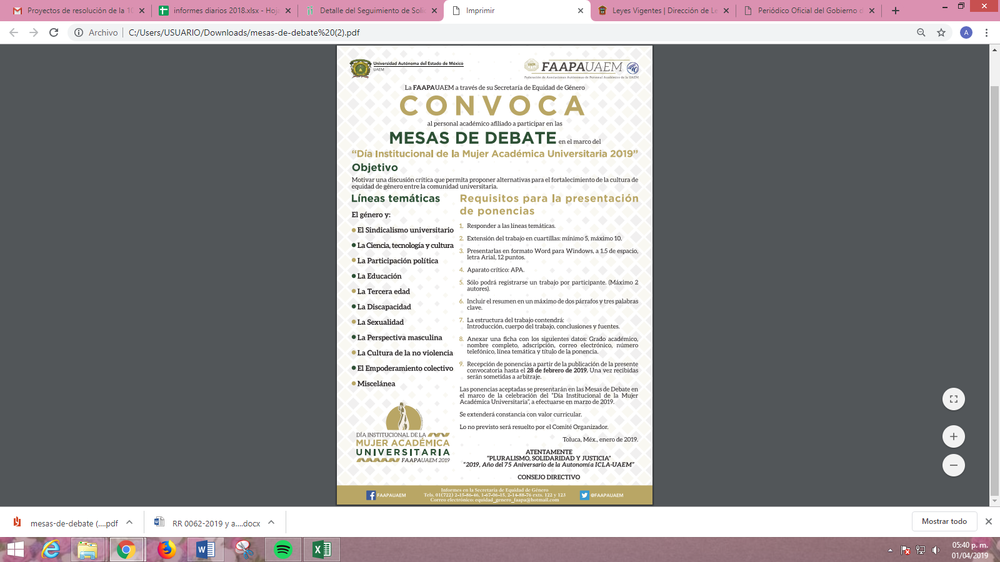 Proyectos de resolución de la 10
informes diarios 2018.xlsx - Hoja
Detalle del Seguimiento de Solic
Imprimir
Leyes Vigentes | Dirección de Le
Periódico Oficial del Gobierno d
Archivo
C:/Users/USUARIO/Downloads/mesas-de-debate%20(2).pdf
A
Universidad Autónoma del Estado de México
UAEM
FAAPAUAEM 40
Federación de Asociaciones Autónomas de Personal Académico de la UAEM
La FAAPAUAEM a través de su Secretaría de Equidad de Género
CONVOCA
al personal académico afiliado a participar en las
MESAS DE DEBATE en el marco del
“Día Institucional de la Mujer Académica Universitaria 2019”
Objetivo
Motivar una discusión crítica que permita proponer alternativas para el fortalecimiento de la cultura de
equidad de género entre la comunidad universitaria.
Líneas temáticas
El género y:
El Sindicalismo universitario
La Ciencia, tecnología y cultura
La Participación política
La Educación
La Tercera edad
La Discapacidad
La Sexualidad
La Perspectiva masculina
La Cultura de la no violencia
El Empoderamiento colectivo
Miscelánea
DÍA INSTITUCIONAL DE LA
MUJER ACADÉMICA
UNIVERSITARIA
FAAPAUAEM 2019
Requisitos para la presentación
de ponencias
1. Responder a las líneas temáticas.
2. Extensión del trabajo en cuartillas: mínimo 5, máximo 10.
3. Presentarlas en formato Word para Windows, a 1.5 de espacio,
letra Arial, 12 puntos.
4. Aparato crítico: APA.
5. Sólo podrá registrarse un trabajo por participante. (Máximo 2
autores).
6. Incluir el resumen en un máximo de dos párrafos y tres palabras
clave.
7. La estructura del trabajo contendrá:
Introducción, cuerpo del trabajo, conclusiones y fuentes.
8. Anexar una ficha con los siguientes datos: Grado académico,
nombre completo, adscripción, correo electrónico, número
telefónico, línea temática y título de la ponencia.
9. Recepción de ponencias a partir de la publicación de la presente
convocatoria hasta el 28 de febrero de 2019. Una vez recibidas
serán sometidas a arbitraje.
Las ponencias aceptadas se presentarán en las Mesas de Debate en
el marco de la celebración del “Día Institucional de la Mujer
Académica Universitaria”, a efectuarse en marzo de 2019.
Se extenderá constancia con valor curricular.
Lo no previsto será resuelto por el Comité Organizador.
Toluca, Méx., enero de 2019.
ATENTAMENTE
“PLURALISMO, SOLIDARIDAD Y JUSTICIA”
“2019, Año del 75 Aniversario de la Autonomía ICLA-UAEM”
CONSEJO DIRECTIVO
FAAPAUAEM
Informes en la Secretaría de Equidad de Género
Tels. 01(722) 2-15-86-46, 1-67-06-15, 2-14-88-76 exts. 122 y 123
Correo electrónico: equidad_genero_faapa@hotmail.com
@FAAPAUAEM
mesas-de-debate (....pdf
RR 0062-2019 y a....docx
Mostrar todo
05:40 p. m.
01/04/2019